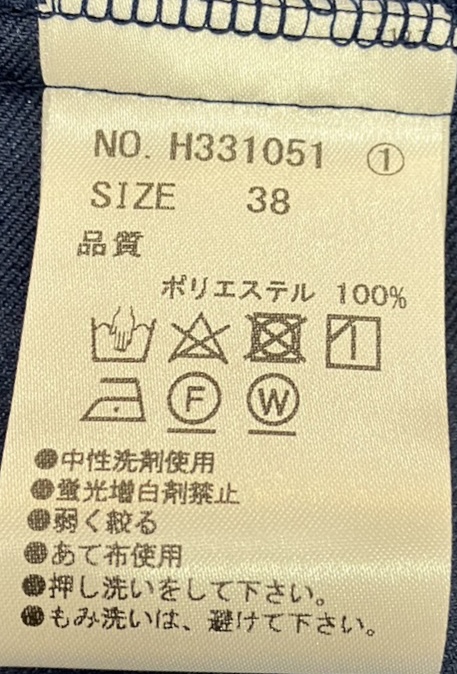 NO. H331051 ①
SIZE 38
品質
ポリエステル 100%
F W
●中性洗剤使用
●蛍光増白剤禁止
●弱く絞る
●あて布使用
●押し洗いをして下さい。
●もみ洗いは、避けて下さい。